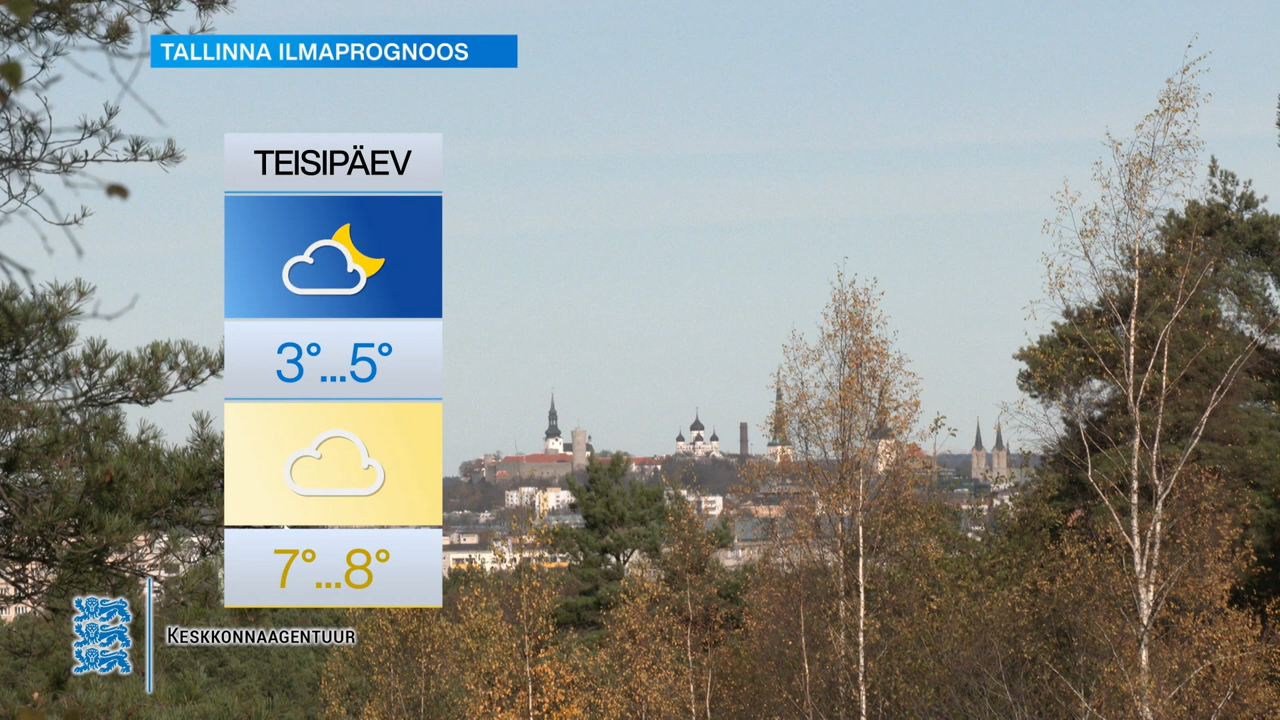 TALLINNA ILMAPROGNOOS
TEISIPÄEV
3°...5°
7°...8°
KESKKONNAAGENTUUR